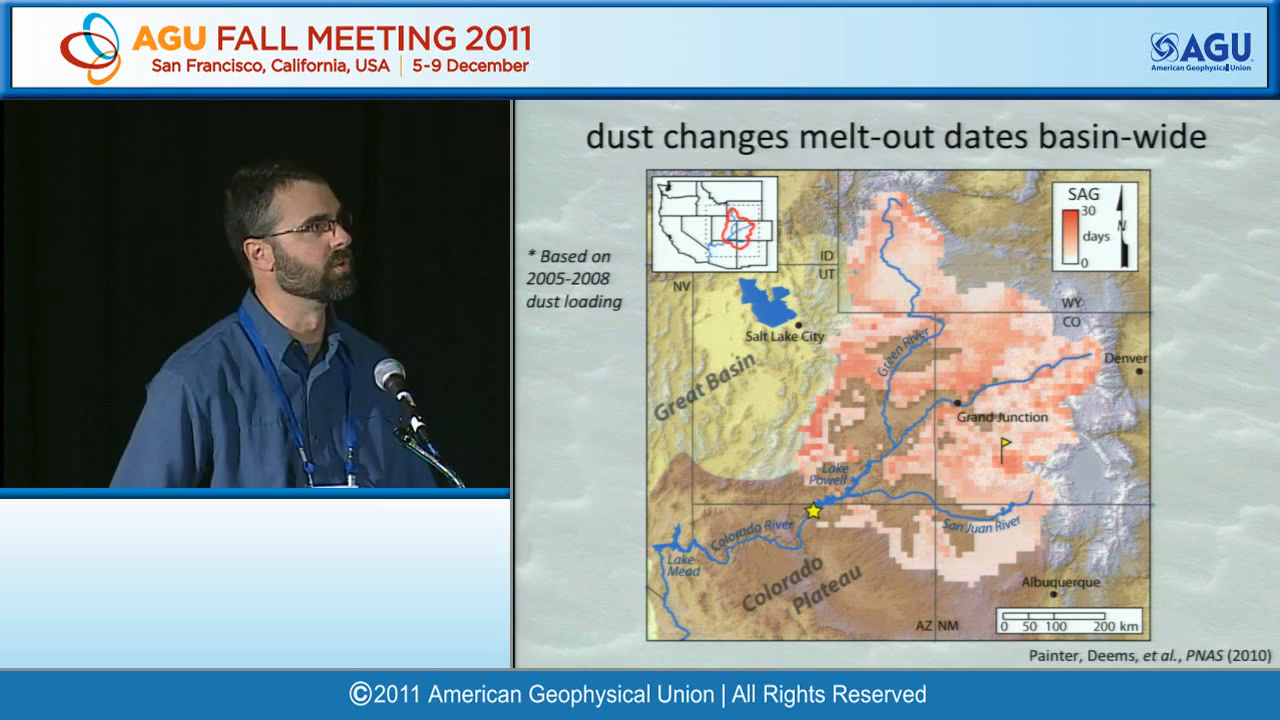 AGU FALL MEETING 2011
San Francisco, California, USA | 5-9 December
AGU
American Geophysical Union
dust changes melt-out dates basin-wide
* Based on
2005-2008
dust loading
SAG
30
days
0
N
ID
UT
NV
WY
CO
Salt Lake City
Green River
Denver
Great Basin
Grand Junction
Lake
Powell
Colorado River
San Juan River
Lake
Mead
Colorado
Plateau
Albuquerque
AZ NM
0 50 100 200 km
Painter, Deems, et al., PNAS (2010)
©2011 American Geophysical Union | All Rights Reserved